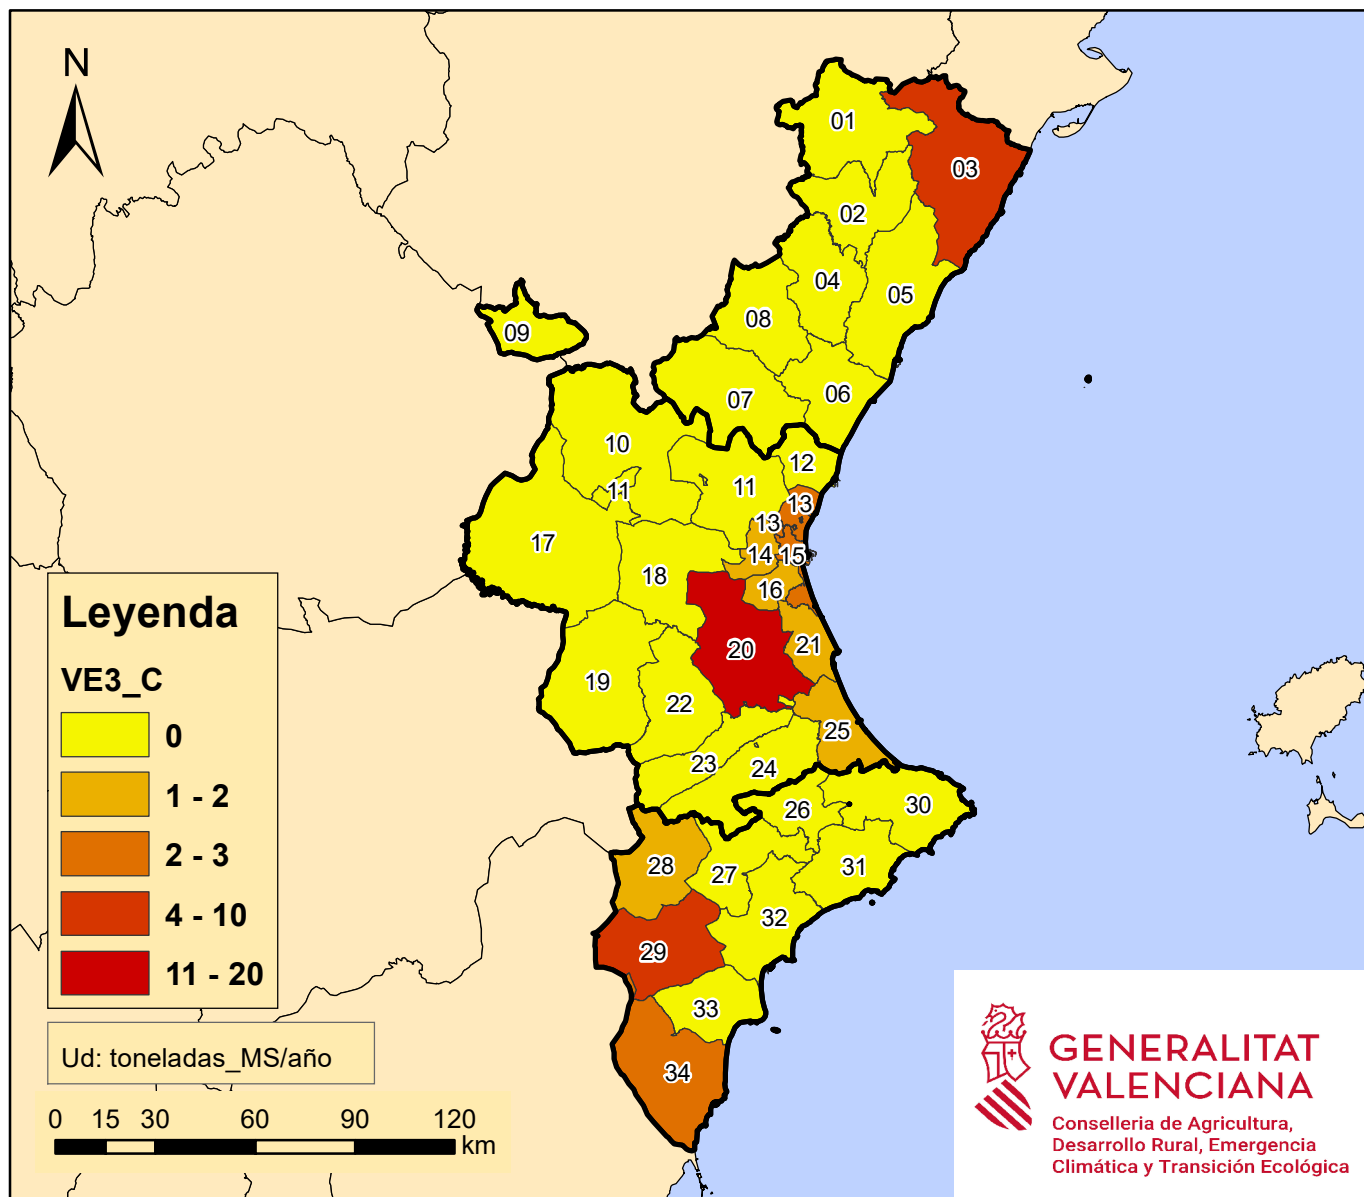 N
01
03
02
04
05
08
09
06
07
10
12
11
11
13
13
17
14
15
18
16
20
21
19
22
25
23
24
26
30
28
27
31
32
29
33
34
Leyenda
VE3_C
0
1 - 2
2 - 3
4 - 10
11 - 20
Ud: toneladas_MS/año
0 15 30 60 90 120
km
GENERALITAT
VALENCIANA
Conselleria de Agricultura,
Desarrollo Rural, Emergencia
Climática y Transición Ecológica